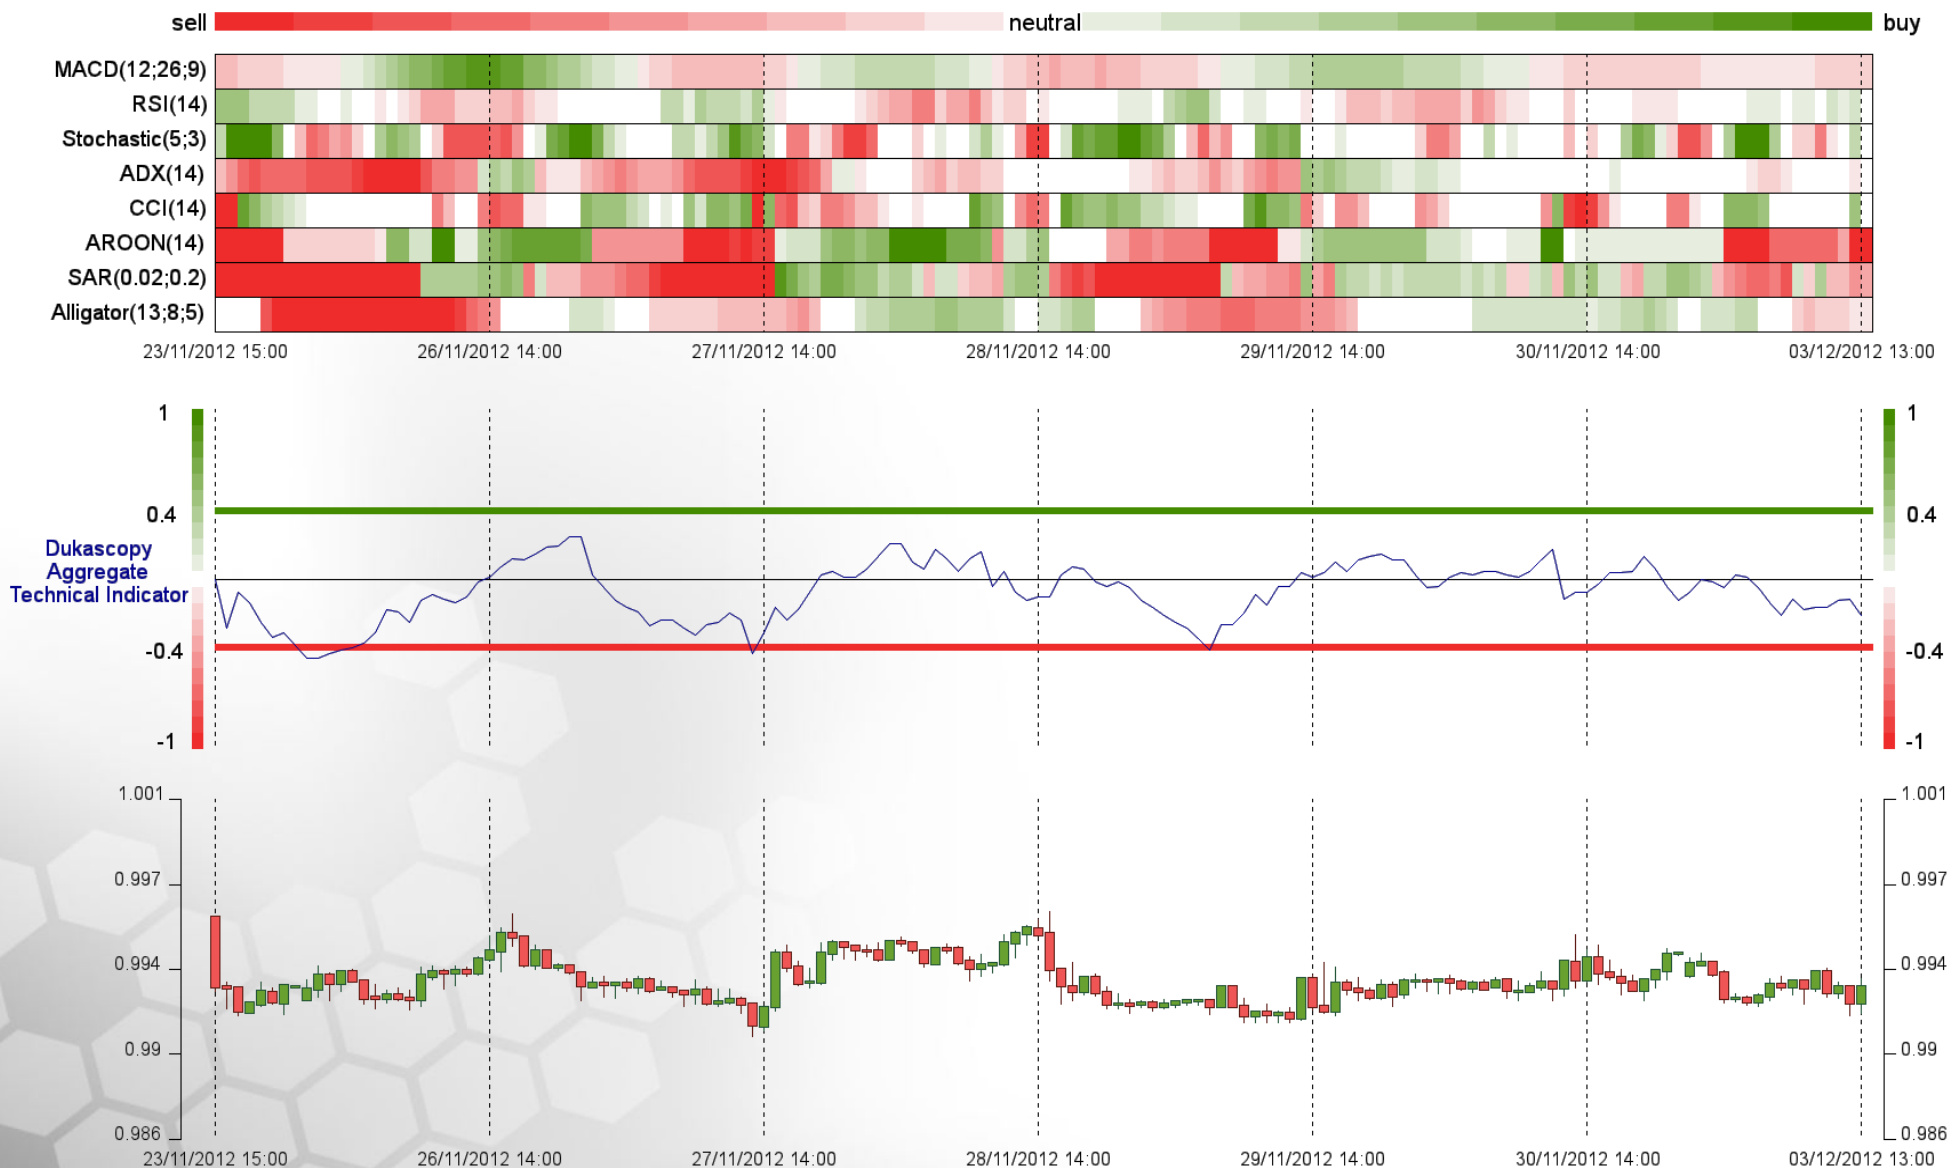 sell neutral buy
MACD(12;26;9)
RSI(14)
Stochastic(5;3)
ADX(14)
CCI(14)
AROON(14)
SAR(0.02;0.2)
Alligator(13;8;5)
23/11/2012 15:00 26/11/2012 14:00 27/11/2012 14:00 28/11/2012 14:00 29/11/2012 14:00 30/11/2012 14:00 03/12/2012 13:00
1 1
0.4 0.4
Dukascopy
Aggregate
Technical Indicator
-0.4 -0.4
-1 -1
1.001 1.001
0.997 0.997
0.994 0.994
0.99 0.99
0.986 0.986
23/11/2012 15:00 26/11/2012 14:00 27/11/2012 14:00 28/11/2012 14:00 29/11/2012 14:00 30/11/2012 14:00 03/12/2012 13:00